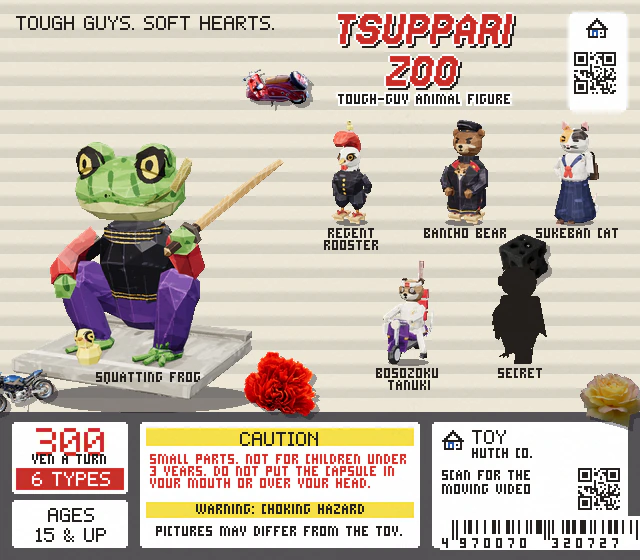 TOUGH GUYS. SOFT HEARTS.
TSUPPARI
ZOO
TOUGH-GUY ANIMAL FIGURE
REGENT
ROOSTER
BANCHO BEAR
SUKEBAN CAT
BOSOZOKU
TANUKI
SECRET
SQUATTING FROG
300
YEN A TURN
6 TYPES
AGES
15 & UP
CAUTION
SMALL PARTS. NOT FOR CHILDREN UNDER
3 YEARS. DO NOT PUT THE CAPSULE IN
YOUR MOUTH OR OVER YOUR HEAD.
WARNING: CHOKING HAZARD
PICTURES MAY DIFFER FROM THE TOY.
TOY
HUTCH CO.
SCAN FOR THE
MOVING VIDEO
4 970070 320727